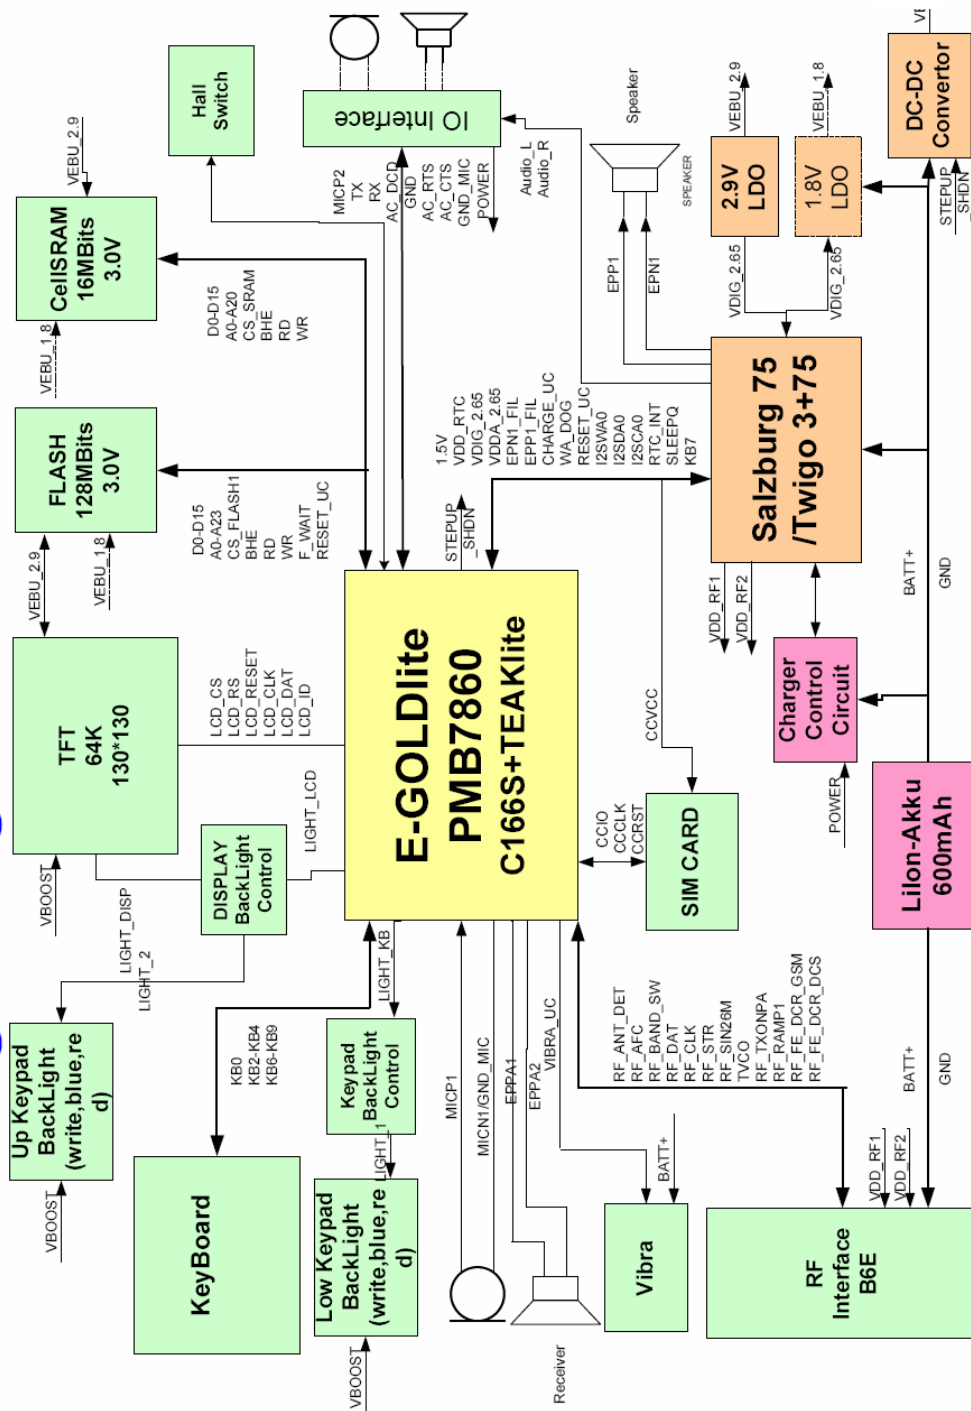 Hall
Switch
IO Interface
MICP2
TX
RX
AC_DCD
GND
AC_RTS
AC_CTS
GND_MIC
POWER
Audio_L
Audio_R
Speaker
SPEAKER
EPP1
EPN1
VEBU_2.9
2.9V
LDO
VDIG_2.65
VEBU_1.8
1.8V
LDO
VDIG_2.65
DC-DC
Convertor
STEPUP
_SHDN
VEBU_2.9
CellSRAM
16MBits
3.0V
VEBU_1.8
D0-D15
A0-A20
CS_SRAM
BHE
RD
WR
FLASH
128MBits
3.0V
VEBU_2.9
VEBU_1.8
D0-D15
A0-A23
CS_FLASH1
BHE
RD
WR
F_WAIT
RESET_UC
STEPUP
_SHDN
1.5V
VDD_RTC
VDIG_2.65
VDDA_2.65
EPN1_FIL
EPP1_FIL
CHARGE_UC
WA_DOG
RESET_UC
I2SWA0
I2SDA0
I2SCA0
RTC_INT
SLEEPQ
KB7
Salzburg 75
/Twigo 3+75
VDD_RF1
VDD_RF2
BATT+
GND
TFT
64K
130*130
LCD_CS
LCD_RS
LCD_RESET
LCD_CLK
LCD_DAT
LCD_ID
VBOOST
LIGHT_DISP
LIGHT_2
DISPLAY
BackLight
Control
LIGHT_LCD
E-GOLDlite
PMB7860
C166S+TEAKlite
CCVCC
CCIO
CCCLK
CCRST
SIM CARD
Charger
Control
Circuit
POWER
LiIon-Akku
600mAh
Up Keypad
BackLight
(write,blue,re
d)
VBOOST
KB0
KB2-KB4
KB6-KB9
KeyBoard
LIGHT_KB
Keypad
BackLight
Control
LIGHT_1
Low Keypad
BackLight
(write,blue,re
d)
VBOOST
MICP1
MICN1/GND_MIC
EPPA1
EPPA2
VIBRA_UC
Receiver
BATT+
Vibra
RF_ANT_DET
RF_AFC
RF_BAND_SW
RF_DAT
RF_CLK
RF_STR
RF_SIN26M
TVCO
RF_TXONPA
RF_RAMP1
RF_FE_DCR_GSM
RF_FE_DCR_DCS
BATT+
GND
VDD_RF1
VDD_RF2
RF
Interface
B6E